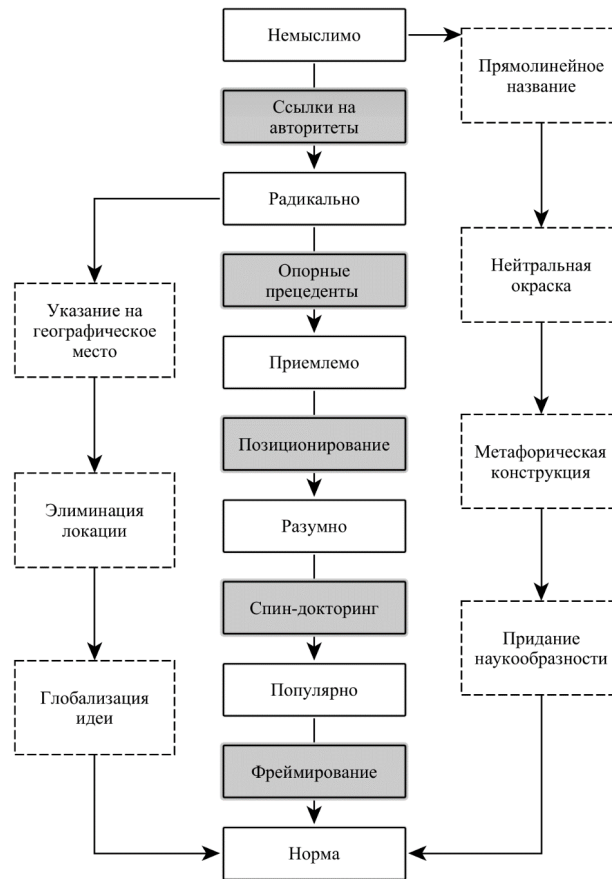 Немыслимо
Прямолинейное
название
Ссылки на
авторитеты
Радикально
Опорные
прецеденты
Нейтральная
окраска
Указание на
географическое
место
Приемлемо
Позиционирование
Метафорическая
конструкция
Элиминация
локации
Разумно
Спин-докторинг
Придание
наукообразности
Популярно
Глобализация
идеи
Фреймирование
Норма